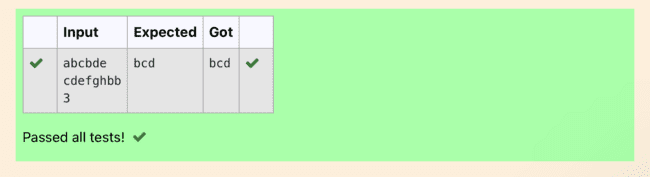 Input Expected Got
abcbde bcd bcd
cdefghbb
3
Passed all tests!